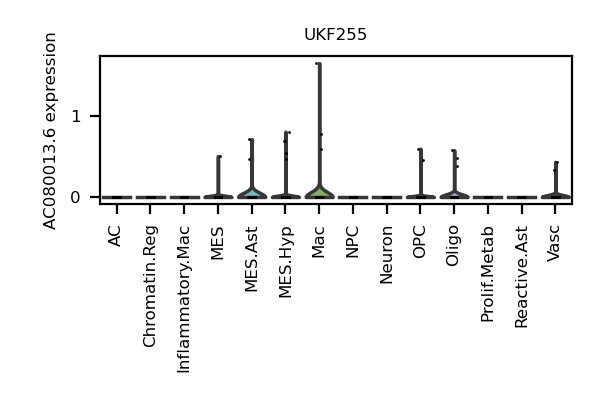 UKF255
AC080013.6 expression
1
0
AC
Chromatin.Reg
Inflammatory.Mac
MES
MES.Ast
MES.Hyp
Mac
NPC
Neuron
OPC
Oligo
Prolif.Metab
Reactive.Ast
Vasc